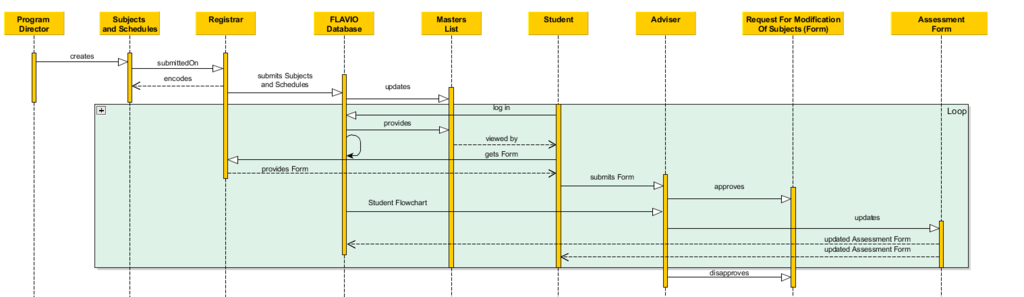 Program
Director
Subjects
and Schedules
Registrar
FLAVIO
Database
Masters
List
Student
Adviser
Request For Modification
Of Subjects (Form)
Assessment
Form
creates
submittedOn
encodes
submits Subjects
and Schedules
updates
Loop
log in
provides
viewed by
gets Form
provides Form
submits Form
approves
Student Flowchart
updates
updated Assessment Form
updated Assessment Form
disapproves